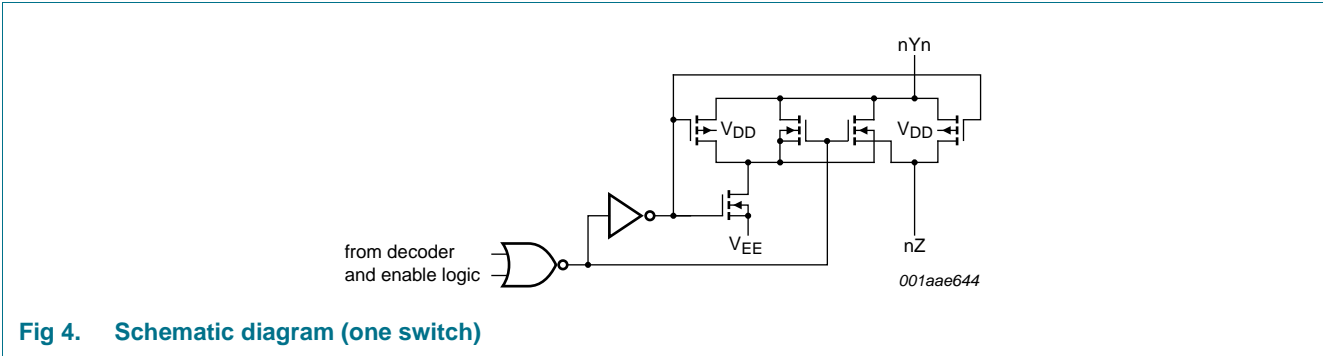 nYn
VDD
VDD
VEE
from decoder
and enable logic
nZ
001aae644
Fig 4. Schematic diagram (one switch)